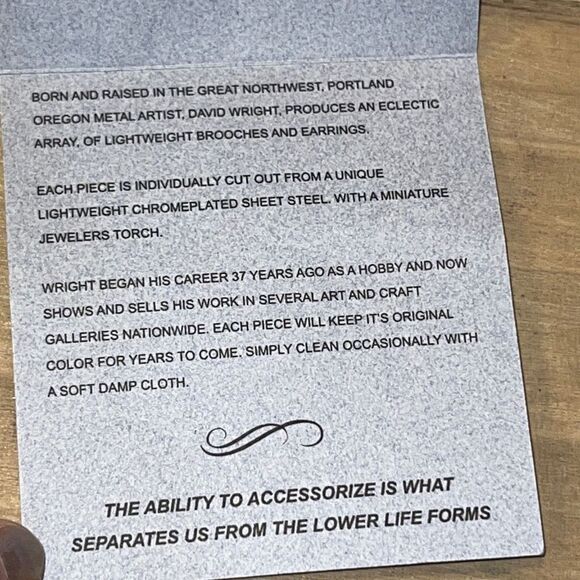 BORN AND RAISED IN THE GREAT NORTHWEST, PORTLAND
OREGON METAL ARTIST, DAVID WRIGHT, PRODUCES AN ECLECTIC
ARRAY, OF LIGHTWEIGHT BROOCHES AND EARRINGS.
EACH PIECE IS INDIVIDUALLY CUT OUT FROM A UNIQUE
LIGHTWEIGHT CHROMEPLATED SHEET STEEL. WITH A MINIATURE
JEWELERS TORCH.
WRIGHT BEGAN HIS CAREER 37 YEARS AGO AS A HOBBY AND NOW
SHOWS AND SELLS HIS WORK IN SEVERAL ART AND CRAFT
GALLERIES NATIONWIDE. EACH PIECE WILL KEEP IT'S ORIGINAL
COLOR FOR YEARS TO COME. SIMPLY CLEAN OCCASIONALLY WITH
A SOFT DAMP CLOTH.
THE ABILITY TO ACCESSORIZE IS WHAT
SEPARATES US FROM THE LOWER LIFE FORMS